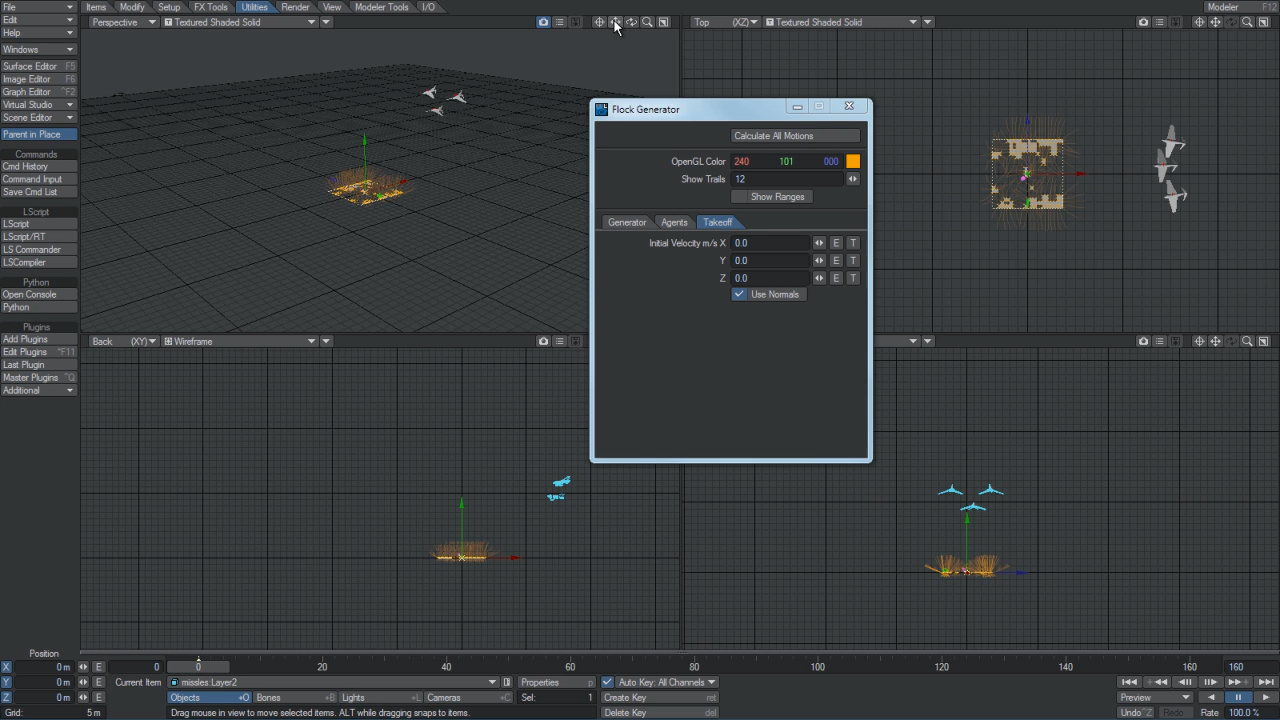 File Items Modify Setup FX Tools Utilities Render View Modeler Tools I/O Modeler F12
Edit
Help
Windows
Surface Editor F5
Image Editor F6
Graph Editor ^F2
Virtual Studio
Scene Editor
Parent in Place
Commands
Cmd History
Command Input
Save Cmd List
LScript
LScript
LScript/RT
LS Commander
LSCompiler
Python
Open Console
Python
Plugins
Add Plugins
Edit Plugins ^F11
Last Plugin
Master Plugins ^Q
Additional
Perspective Textured Shaded Solid
Top (XZ) Textured Shaded Solid
Back (XY) Wireframe
Flock Generator
Calculate All Motions
OpenGL Color 240 101 000
Show Trails 12
Show Ranges
Generator Agents Takeoff
Initial Velocity m/s X 0.0 E T
Y 0.0 E T
Z 0.0 E T
Use Normals
Position
X 0 m E 0 0 20 40 60 80 100 120 140 160 160
Y 0 m E Current Item missles:Layer2 Properties p Auto Key: All Channels
Z 0 m E Objects +O Bones +B Lights +L Cameras +C Sel: 1 Create Key ret Preview
Grid: 5 m Drag mouse in view to move selected items. ALT while dragging snaps to items. Delete Key del Undo ^Z Redo Rate 100.0 %